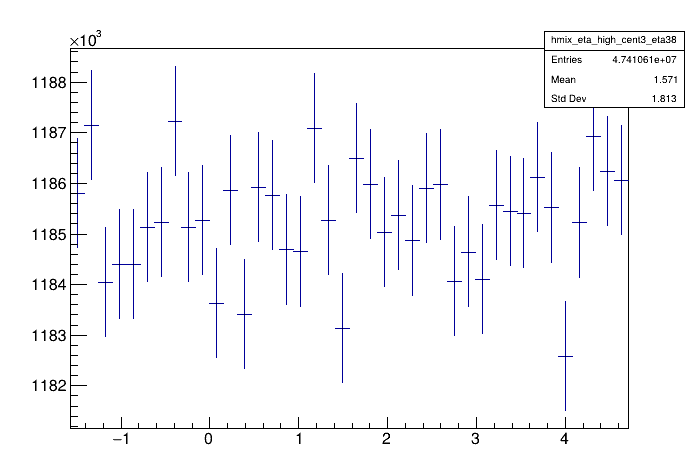 ×10³
hmix_eta_high_cent3_eta38
Entries 4.741061e+07
Mean 1.571
Std Dev 1.813
1188
1187
1186
1185
1184
1183
1182
−1 0 1 2 3 4